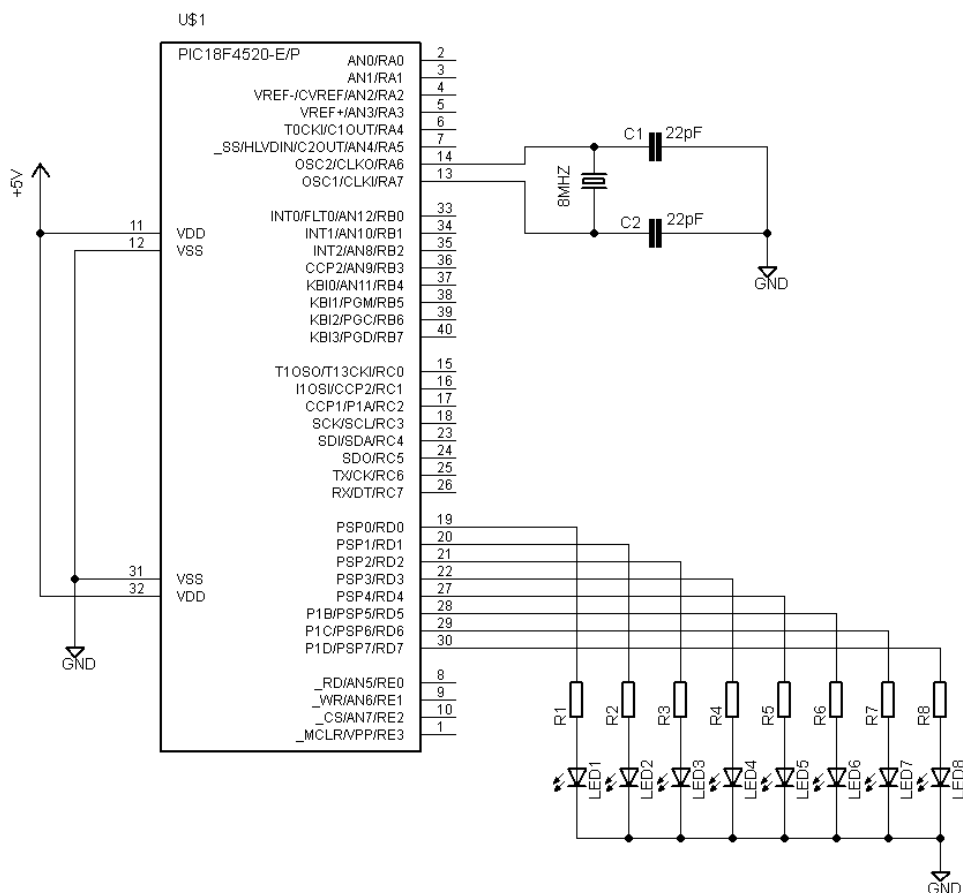 U$1
PIC18F4520-E/P
AN0/RA0 2
AN1/RA1 3
VREF-/CVREF/AN2/RA2 4
VREF+/AN3/RA3 5
T0CKI/C1OUT/RA4 6
_SS/HLVDIN/C2OUT/AN4/RA5 7
OSC2/CLKO/RA6 14
OSC1/CLKI/RA7 13
INT0/FLT0/AN12/RB0 33
INT1/AN10/RB1 34
INT2/AN8/RB2 35
CCP2/AN9/RB3 36
KBI0/AN11/RB4 37
KBI1/PGM/RB5 38
KBI2/PGC/RB6 39
KBI3/PGD/RB7 40
T1OSO/T13CKI/RC0 15
I1OSI/CCP2/RC1 16
CCP1/P1A/RC2 17
SCK/SCL/RC3 18
SDI/SDA/RC4 23
SDO/RC5 24
TX/CK/RC6 25
RX/DT/RC7 26
PSP0/RD0 19
PSP1/RD1 20
PSP2/RD2 21
PSP3/RD3 22
PSP4/RD4 27
P1B/PSP5/RD5 28
P1C/PSP6/RD6 29
P1D/PSP7/RD7 30
_RD/AN5/RE0 8
_WR/AN6/RE1 9
_CS/AN7/RE2 10
_MCLR/VPP/RE3 1
+5V
11 VDD
12 VSS
31 VSS
32 VDD
GND
C1 22pF
8MHZ
C2 22pF
GND
R1 R2 R3 R4 R5 R6 R7 R8
LED1 LED2 LED3 LED4 LED5 LED6 LED7 LED8
GND